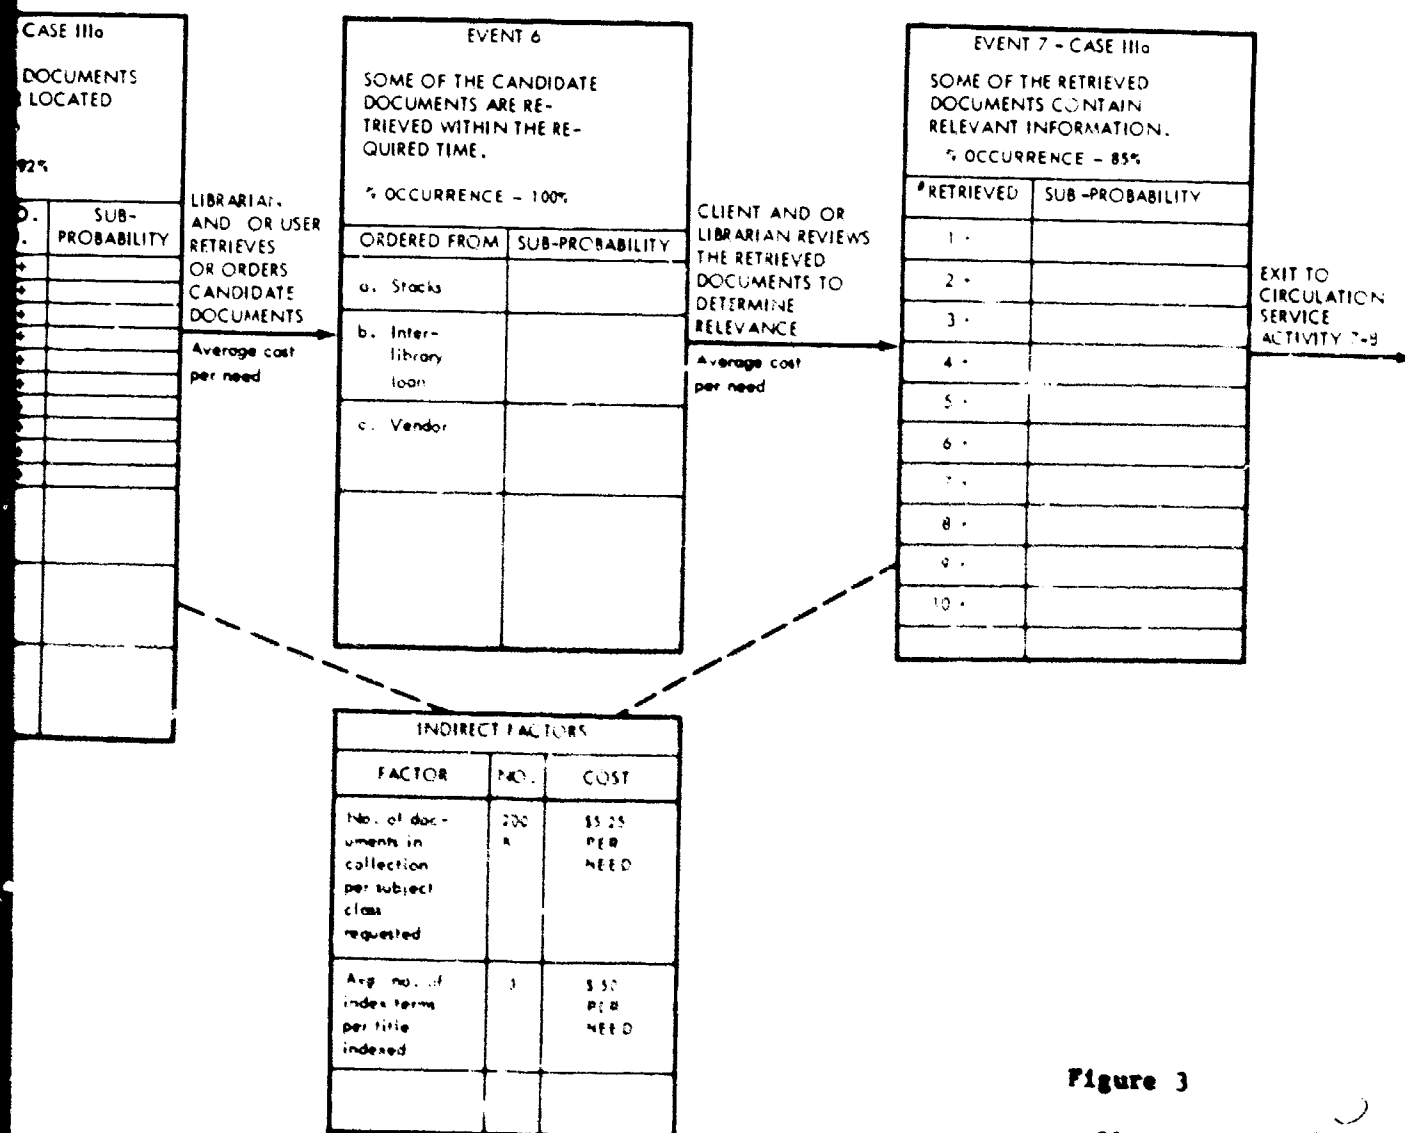 CASE IIIa
DOCUMENTS
LOCATED
92%
SUB-
PROBABILITY
LIBRARIAN
AND OR USER
RETRIEVES
OR ORDERS
CANDIDATE
DOCUMENTS
Average cost
per need
EVENT 6
SOME OF THE CANDIDATE
DOCUMENTS ARE RE-
TRIEVED WITHIN THE RE-
QUIRED TIME.
% OCCURRENCE - 100%
ORDERED FROM SUB-PROBABILITY
a. Stacks
b. Inter-
library
loan
c. Vendor
CLIENT AND OR
LIBRARIAN REVIEWS
THE RETRIEVED
DOCUMENTS TO
DETERMINE
RELEVANCE
Average cost
per need
EVENT 7 - CASE IIIa
SOME OF THE RETRIEVED
DOCUMENTS CONTAIN
RELEVANT INFORMATION.
% OCCURRENCE - 85%
#RETRIEVED SUB-PROBABILITY
1 -
2 -
3 -
4 -
5 -
6 -
7 -
8 -
9 -
10 -
EXIT TO
CIRCULATION
SERVICE
ACTIVITY
INDIRECT FACTORS
FACTOR NO. COST
No. of doc-
uments in
collection
per subject
class
requested
200
K
$5.25
PER
NEED
Avg. no. of
index terms
per title
indexed
PER
NEED
Figure 3